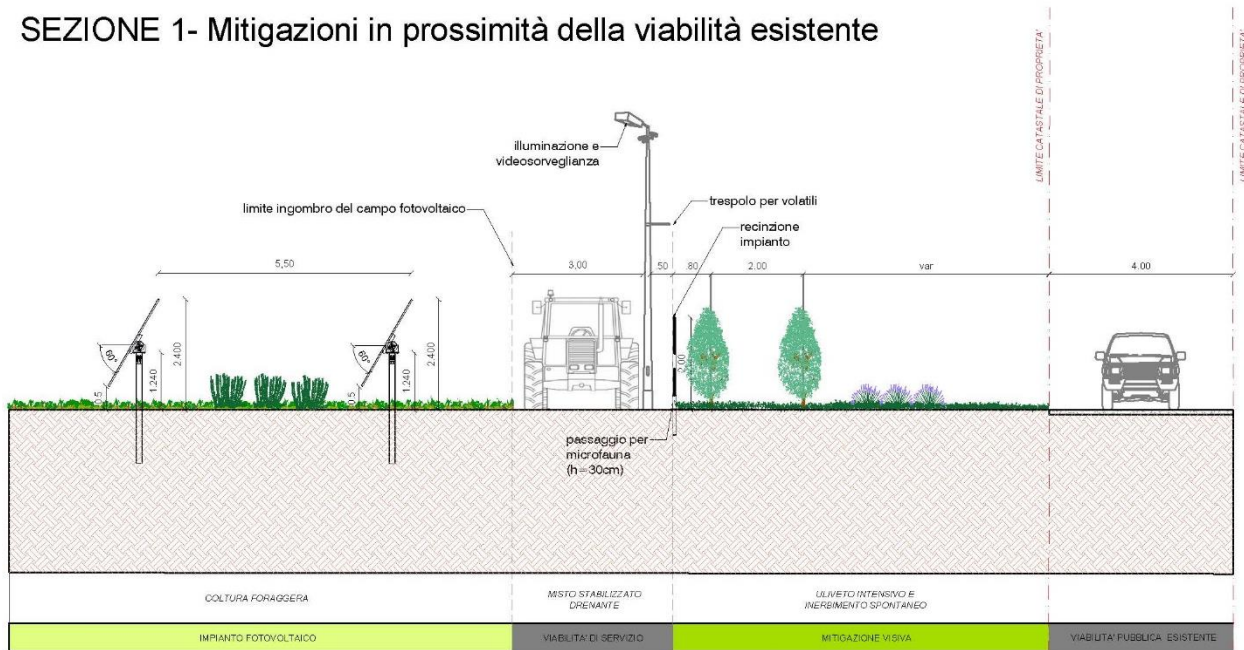 SEZIONE 1- Mitigazioni in prossimità della viabilità esistente
LIMITE CATASTALE DI PROPRIETA'
LIMITE CATASTALE DI PROPRIETA'
illuminazione e
videosorveglianza
limite ingombro del campo fotovoltaico
trespolo per volatili
recinzione
impianto
5,50
3,00
50
80
2.00
var
4.00
60°
0.5
1.240
2.400
60°
0.5
1.240
2.400
2,00
passaggio per
microfauna
(h=30cm)
COLTURA FORAGGERA
MISTO STABILIZZATO
DRENANTE
ULIVETO INTENSIVO E
INERBIMENTO SPONTANEO
IMPIANTO FOTOVOLTAICO
VIABILITA' DI SERVIZIO
MITIGAZIONE VISIVA
VIABILITA' PUBBLICA ESISTENTE